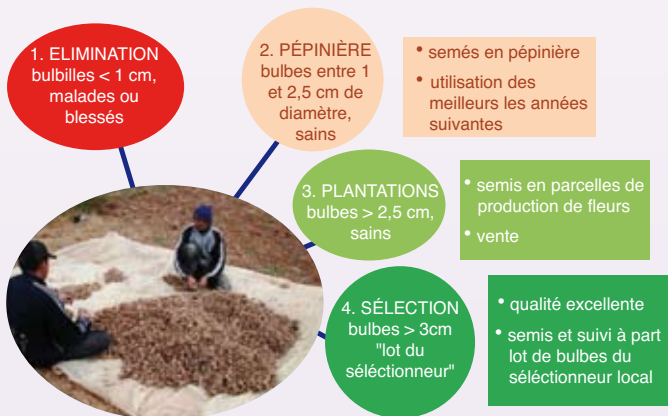 1. ELIMINATION
bulbilles < 1 cm,
malades ou
blessés
2. PÉPINIÈRE
bulbes entre 1
et 2,5 cm de
diamètre,
sains
• semés en pépinière
• utilisation des
meilleurs les années
suivantes
3. PLANTATIONS
bulbes > 2,5 cm,
sains
• semis en parcelles de
production de fleurs
• vente
4. SÉLECTION
bulbes > 3cm
"lot du
séléctionneur"
• qualité excellente
• semis et suivi à part
lot de bulbes du
séléctionneur local